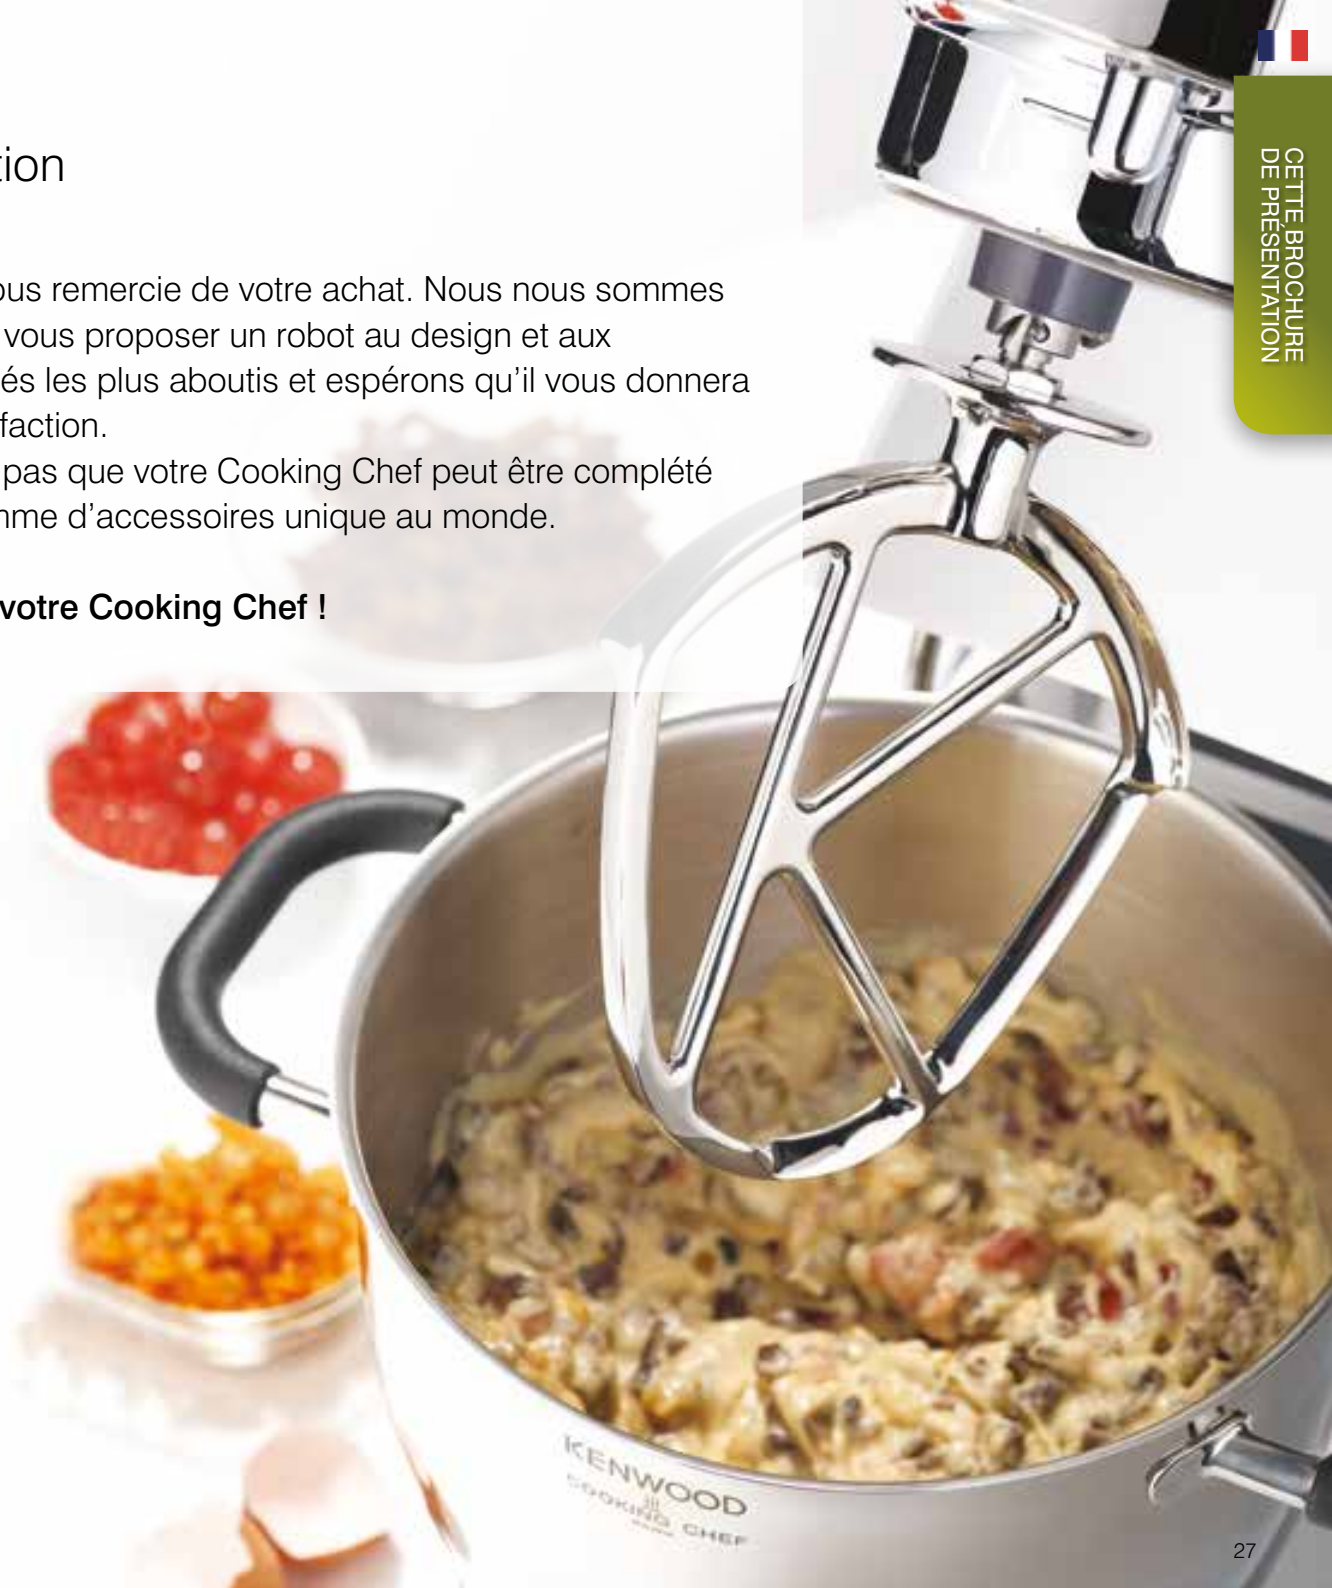 tion
ous remercie de votre achat. Nous nous sommes
vous proposer un robot au design et aux
és les plus aboutis et espérons qu’il vous donnera
faction.
pas que votre Cooking Chef peut être complété
mme d’accessoires unique au monde.
votre Cooking Chef !
CETTE BROCHURE
DE PRÉSENTATION
KENWOOD
COOKING CHEF
27